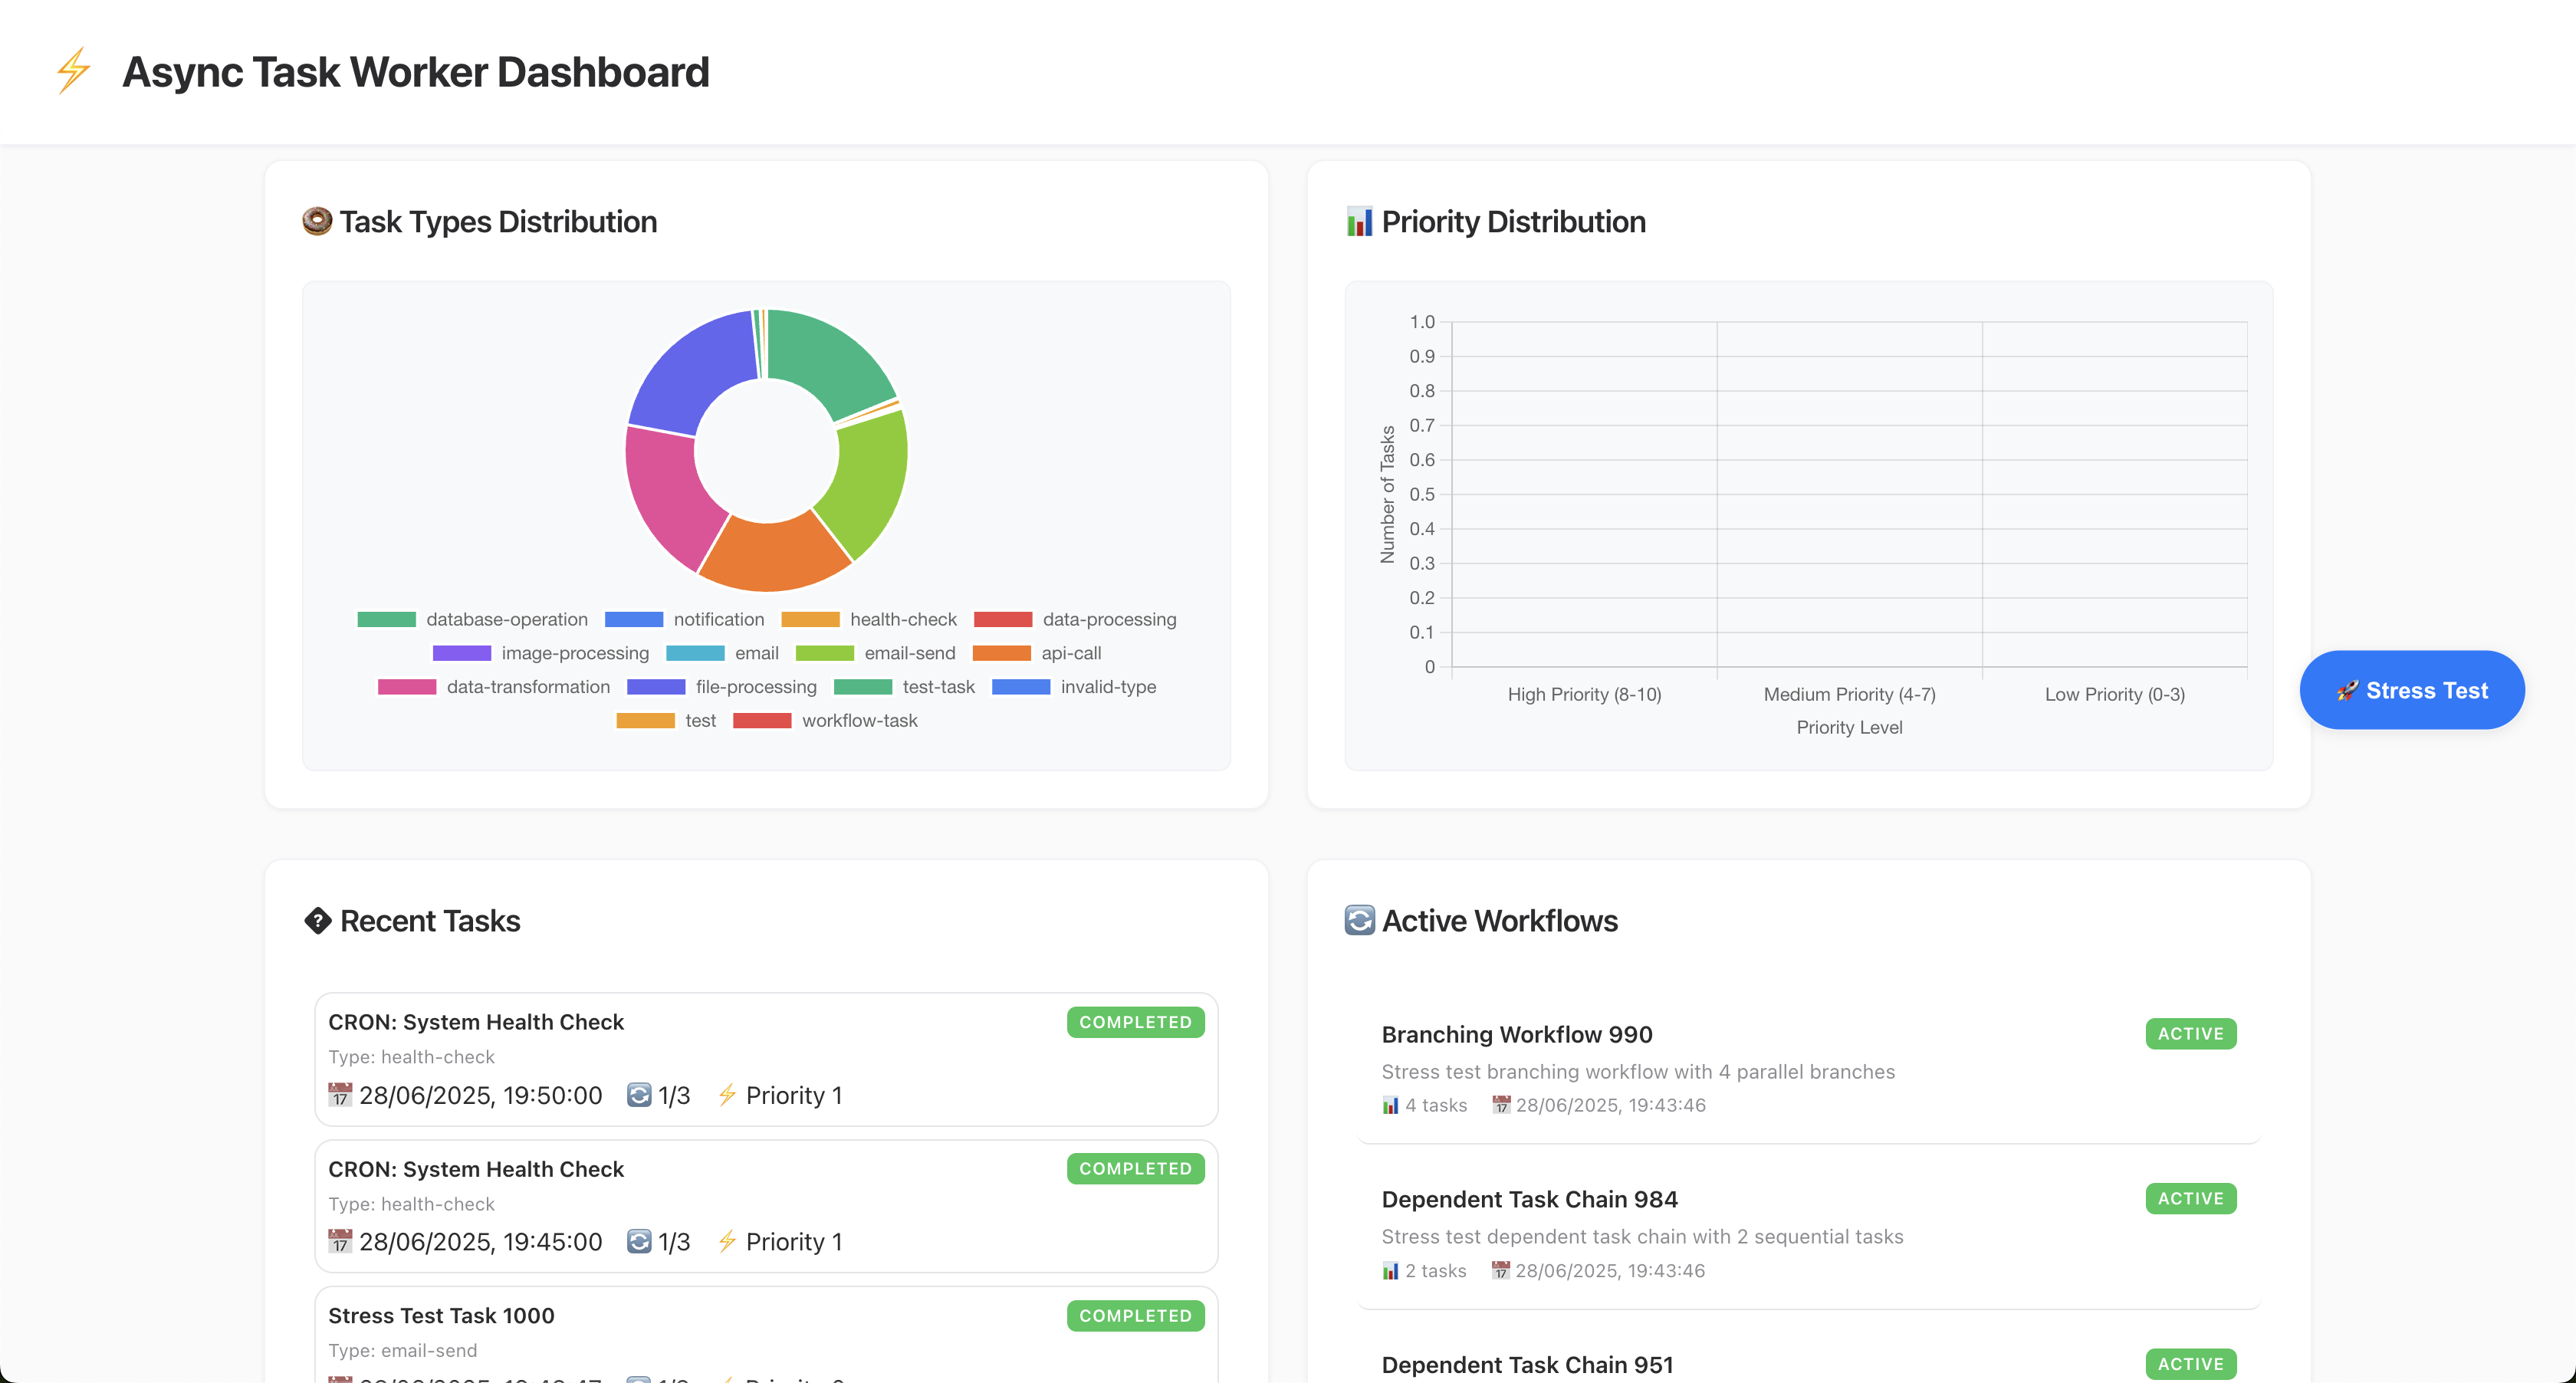 Async Task Worker Dashboard
Task Types Distribution
database-operation notification health-check data-processing
image-processing email email-send api-call
data-transformation file-processing test-task invalid-type
test workflow-task
Priority Distribution
Number of Tasks
1.0
0.9
0.8
0.7
0.6
0.5
0.4
0.3
0.2
0.1
0
High Priority (8-10) Medium Priority (4-7) Low Priority (0-3)
Priority Level
Stress Test
Recent Tasks
CRON: System Health Check COMPLETED
Type: health-check
28/06/2025, 19:50:00 1/3 Priority 1
CRON: System Health Check COMPLETED
Type: health-check
28/06/2025, 19:45:00 1/3 Priority 1
Stress Test Task 1000 COMPLETED
Type: email-send
Active Workflows
Branching Workflow 990 ACTIVE
Stress test branching workflow with 4 parallel branches
4 tasks 28/06/2025, 19:43:46
Dependent Task Chain 984 ACTIVE
Stress test dependent task chain with 2 sequential tasks
2 tasks 28/06/2025, 19:43:46
Dependent Task Chain 951 ACTIVE